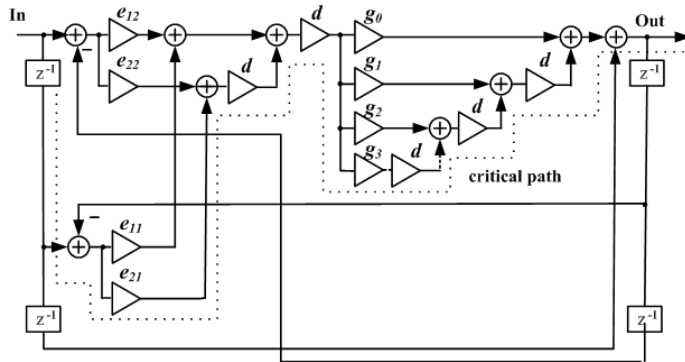 In
Out
e12
d
g0
z-1
e22
d
g1
d
z-1
g2
d
g3
d
critical path
e11
e21
z-1
z-1